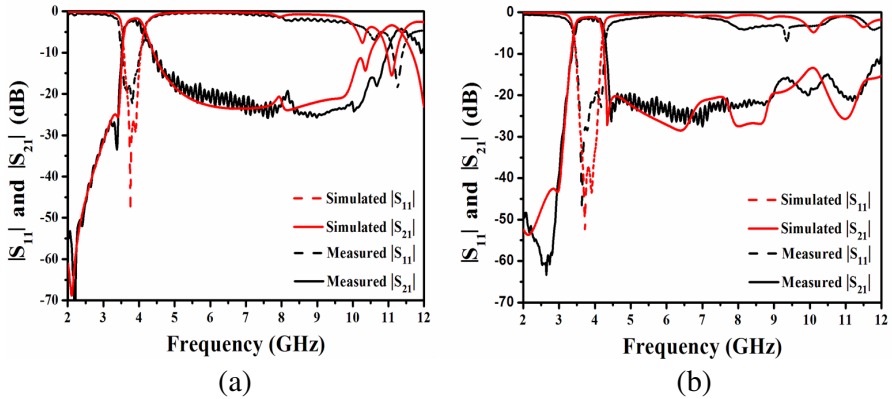 0
-10
-20
-30
-40
-50
-60
-70
|S11| and |S21| (dB)
Simulated |S11|
Simulated |S21|
Measured |S11|
Measured |S21|
2 3 4 5 6 7 8 9 10 11 12
Frequency (GHz)
(a)
0
-10
-20
-30
-40
-50
-60
-70
|S11| and |S21| (dB)
Simulated |S11|
Simulated |S21|
Measured |S11|
Measured |S21|
2 3 4 5 6 7 8 9 10 11 12
Frequency (GHz)
(b)